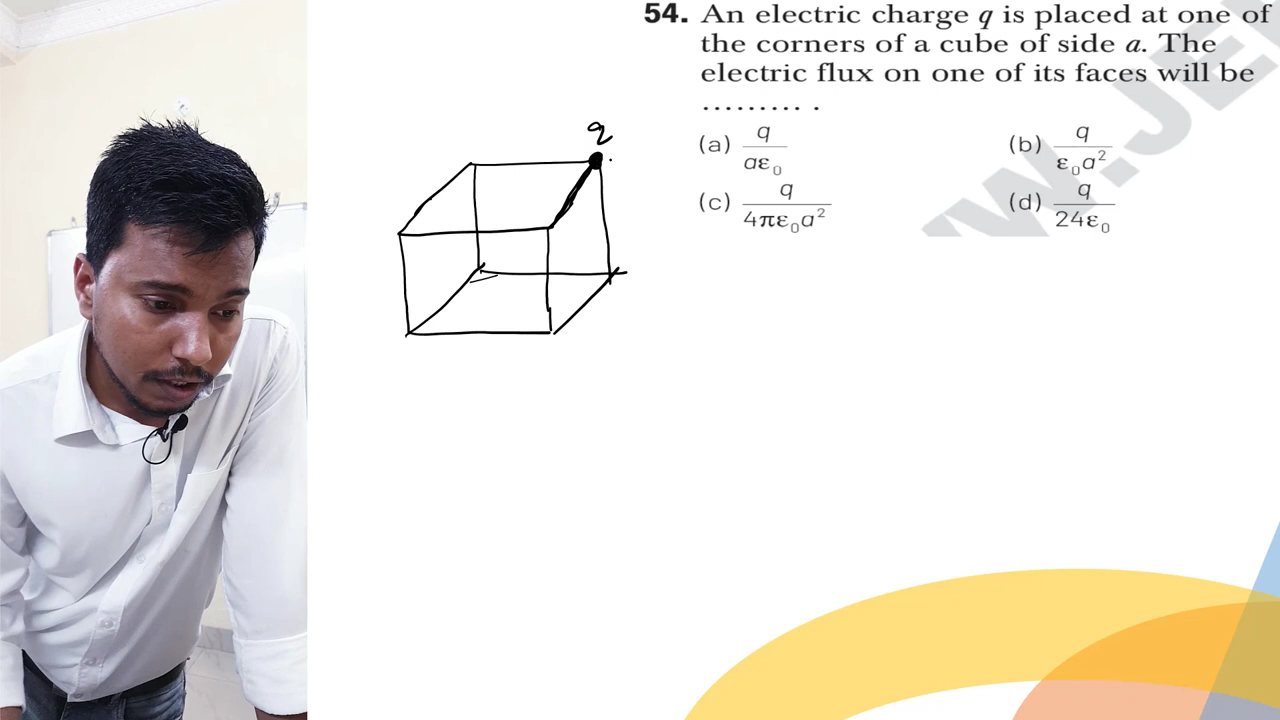 54. An electric charge q is placed at one of
the corners of a cube of side a. The
electric flux on one of its faces will be
......... .
(a) q/aε₀ (b) q/ε₀a²
(c) q/4πε₀a² (d) q/24ε₀
q